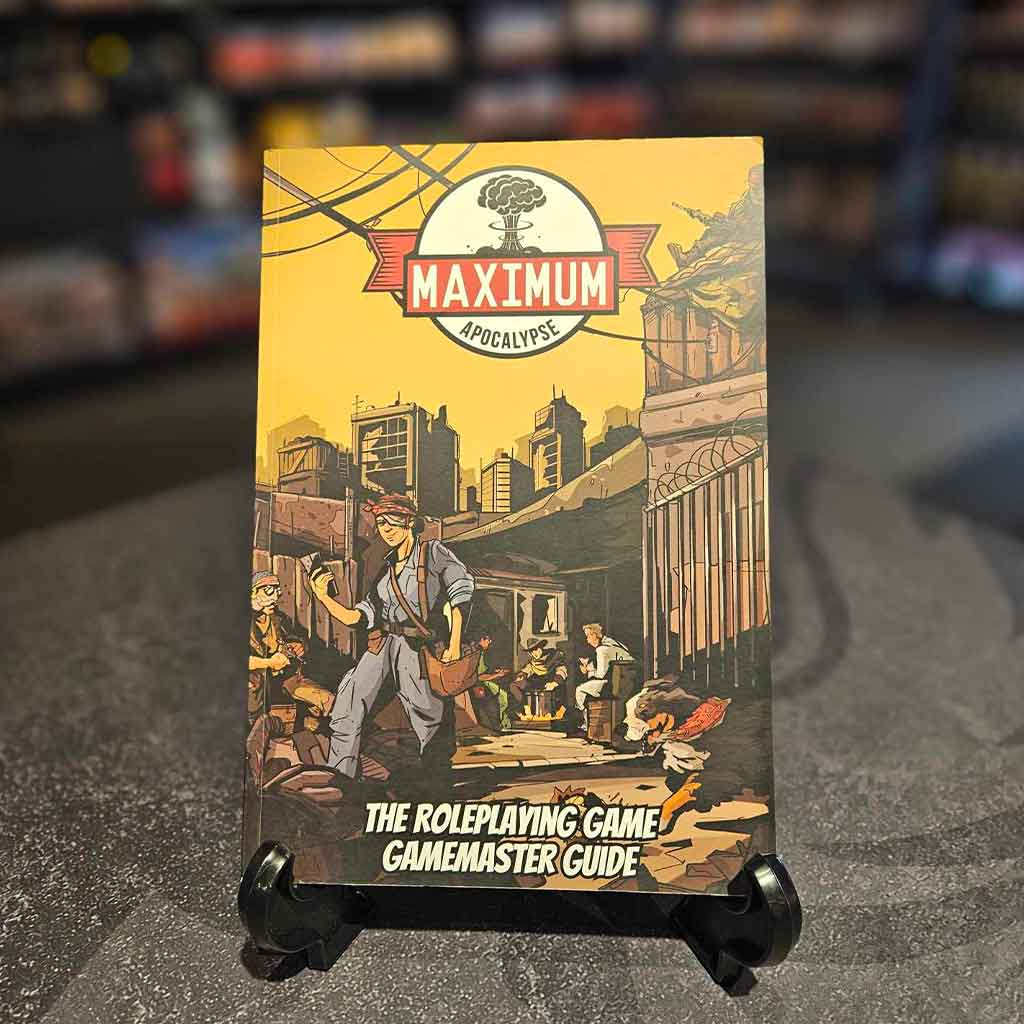 MAXIMUM
APOCALYPSE
THE ROLEPLAYING GAME
GAMEMASTER GUIDE